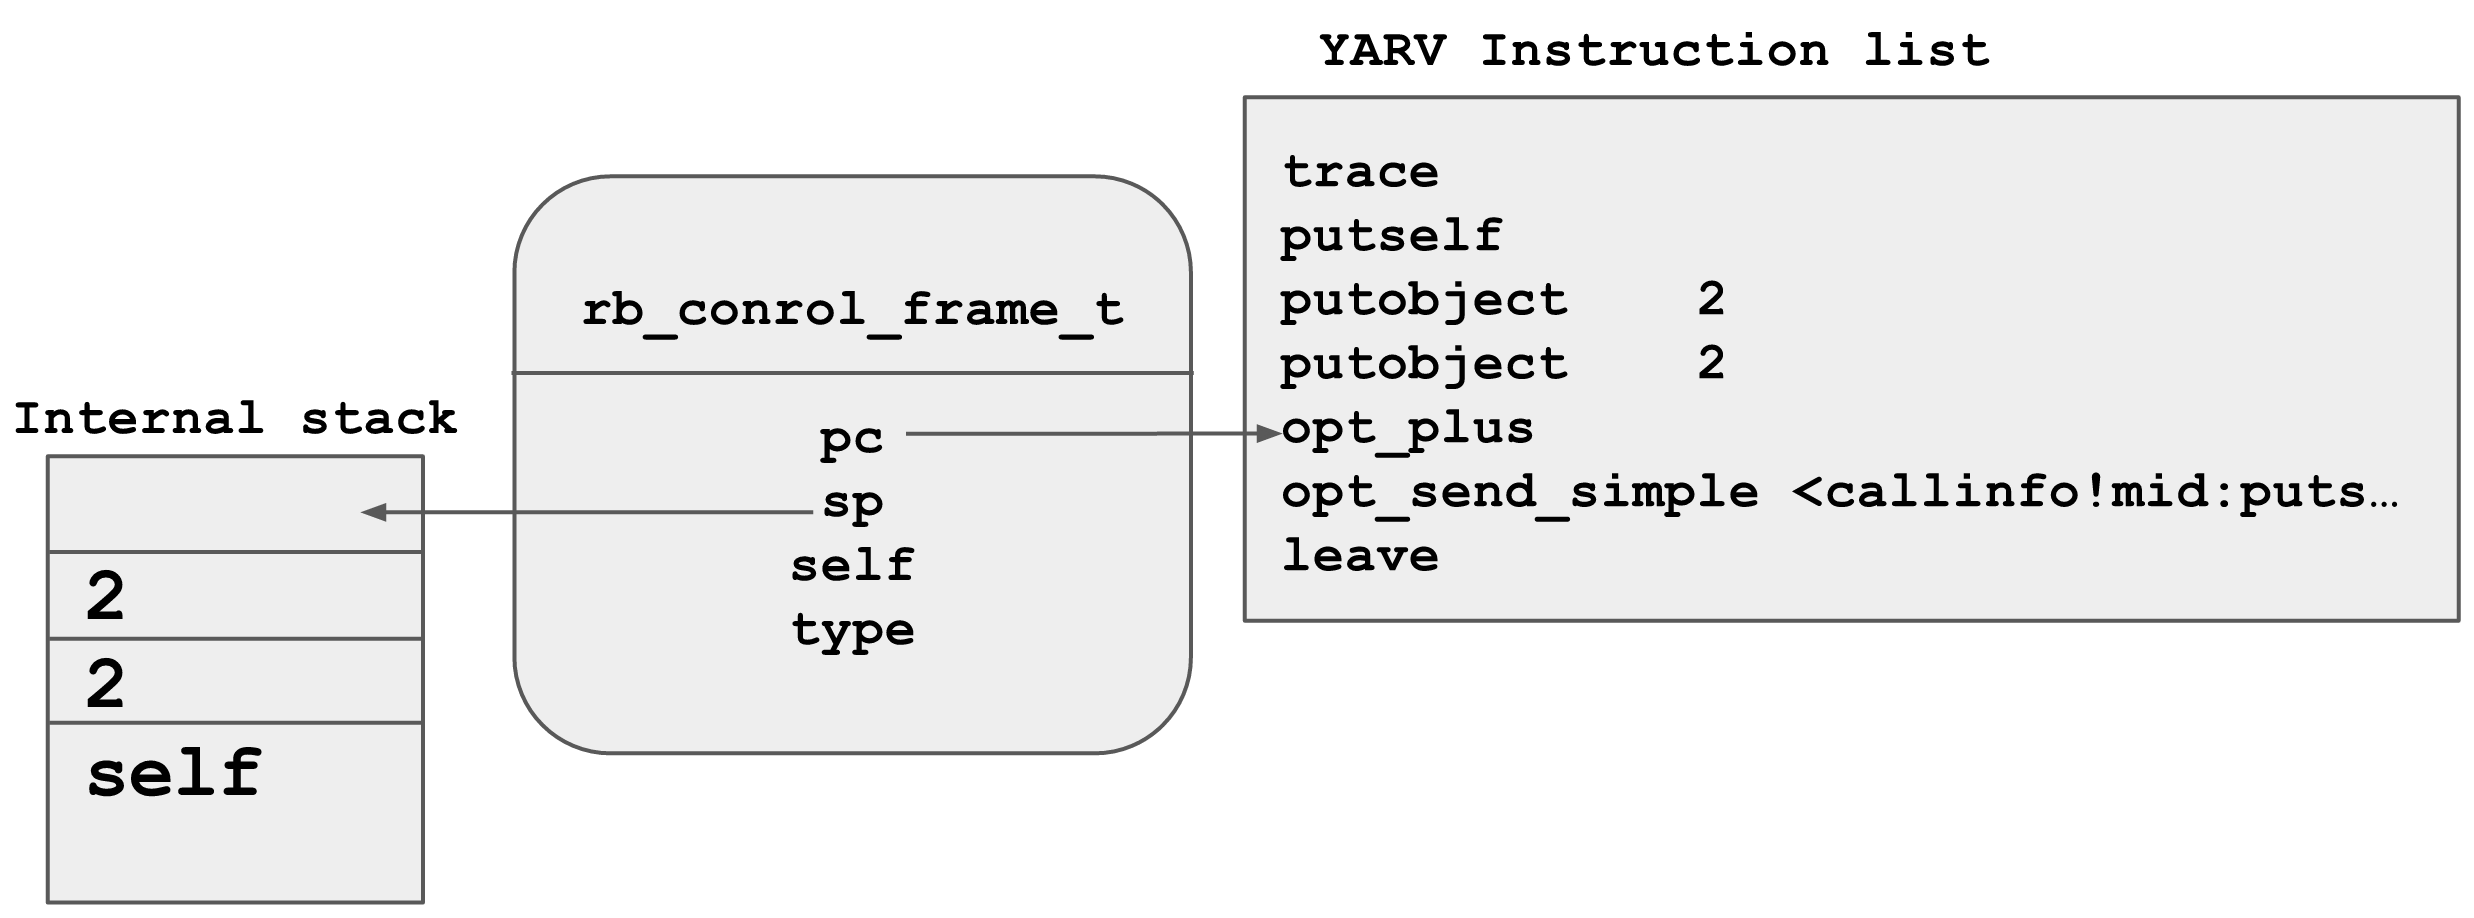 YARV Instruction list
trace
putself
putobject 2
putobject 2
opt_plus
opt_send_simple <callinfo!mid:puts…
leave
rb_conrol_frame_t
pc
sp
self
type
Internal stack
2
2
self